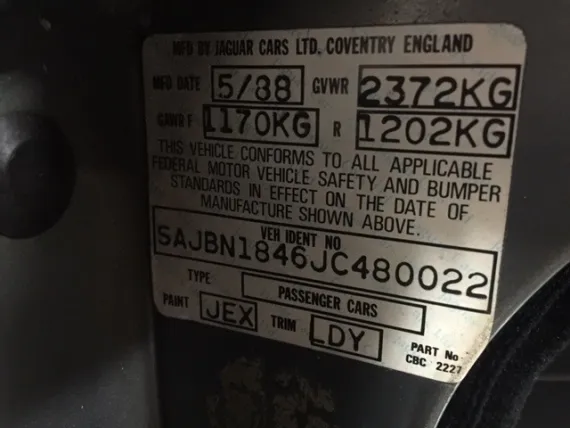 MFD BY JAGUAR CARS LTD. COVENTRY ENGLAND
MFD DATE 5/88 GVWR 2372KG
GAWR F 1170KG R 1202KG
THIS VEHICLE CONFORMS TO ALL APPLICABLE
FEDERAL MOTOR VEHICLE SAFETY AND BUMPER
STANDARDS IN EFFECT ON THE DATE OF
MANUFACTURE SHOWN ABOVE.
VEH IDENT NO
SAJBN1846JC480022
TYPE PASSENGER CARS
PAINT JEX TRIM LDY PART No
CBC 2227